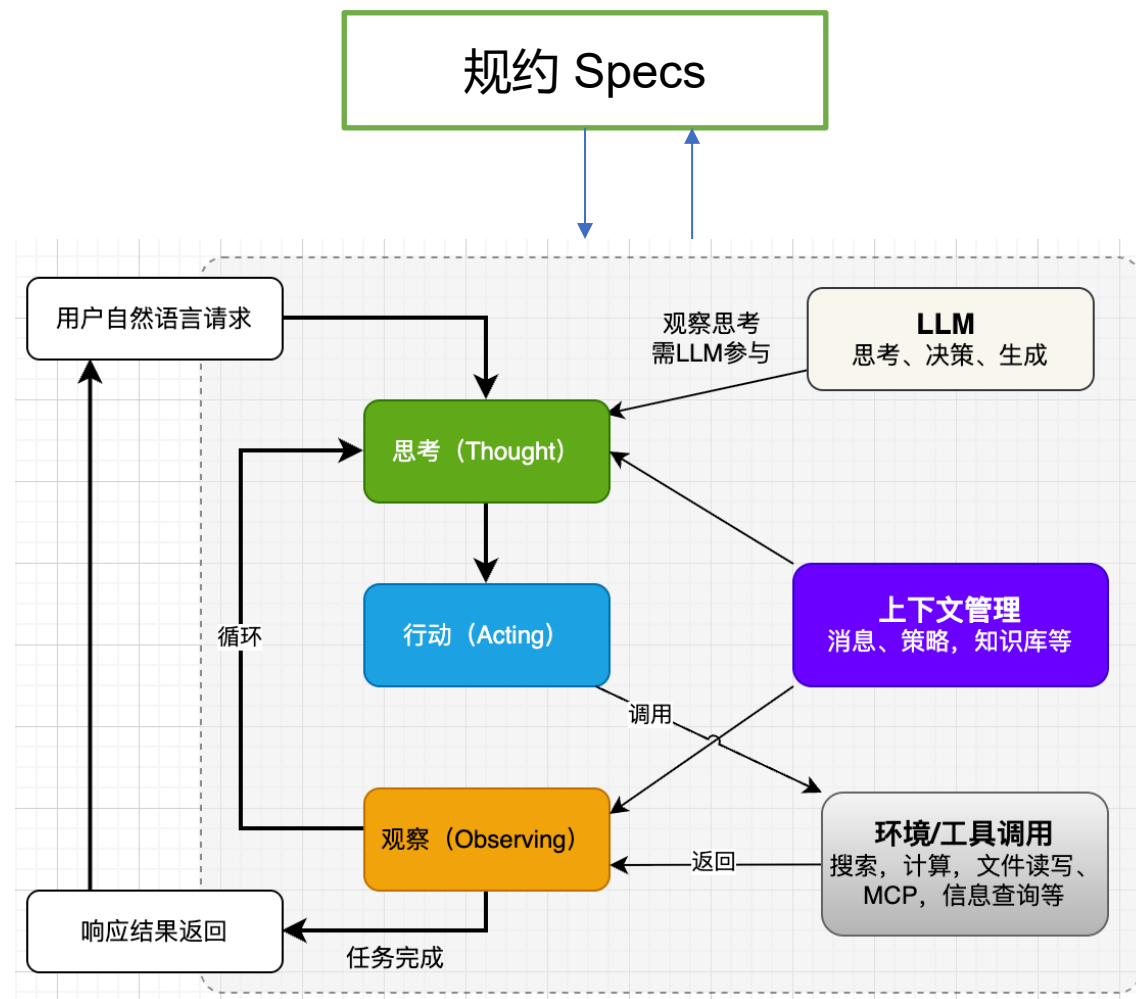 规约 Specs
用户自然语言请求
观察思考
需LLM参与
LLM
思考、决策、生成
思考（Thought）
循环
行动（Acting）
上下文管理
消息、策略，知识库等
调用
观察（Observing）
返回
环境/工具调用
搜索，计算，文件读写、
MCP，信息查询等
响应结果返回
任务完成